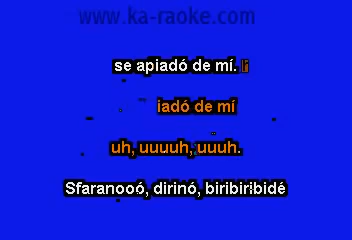 www.ka-raoke.com
se apiadó de mí.
iadó de mí
uh, uuuuh, uuuh.
Sfaranooó, dirinó, biribiribidé